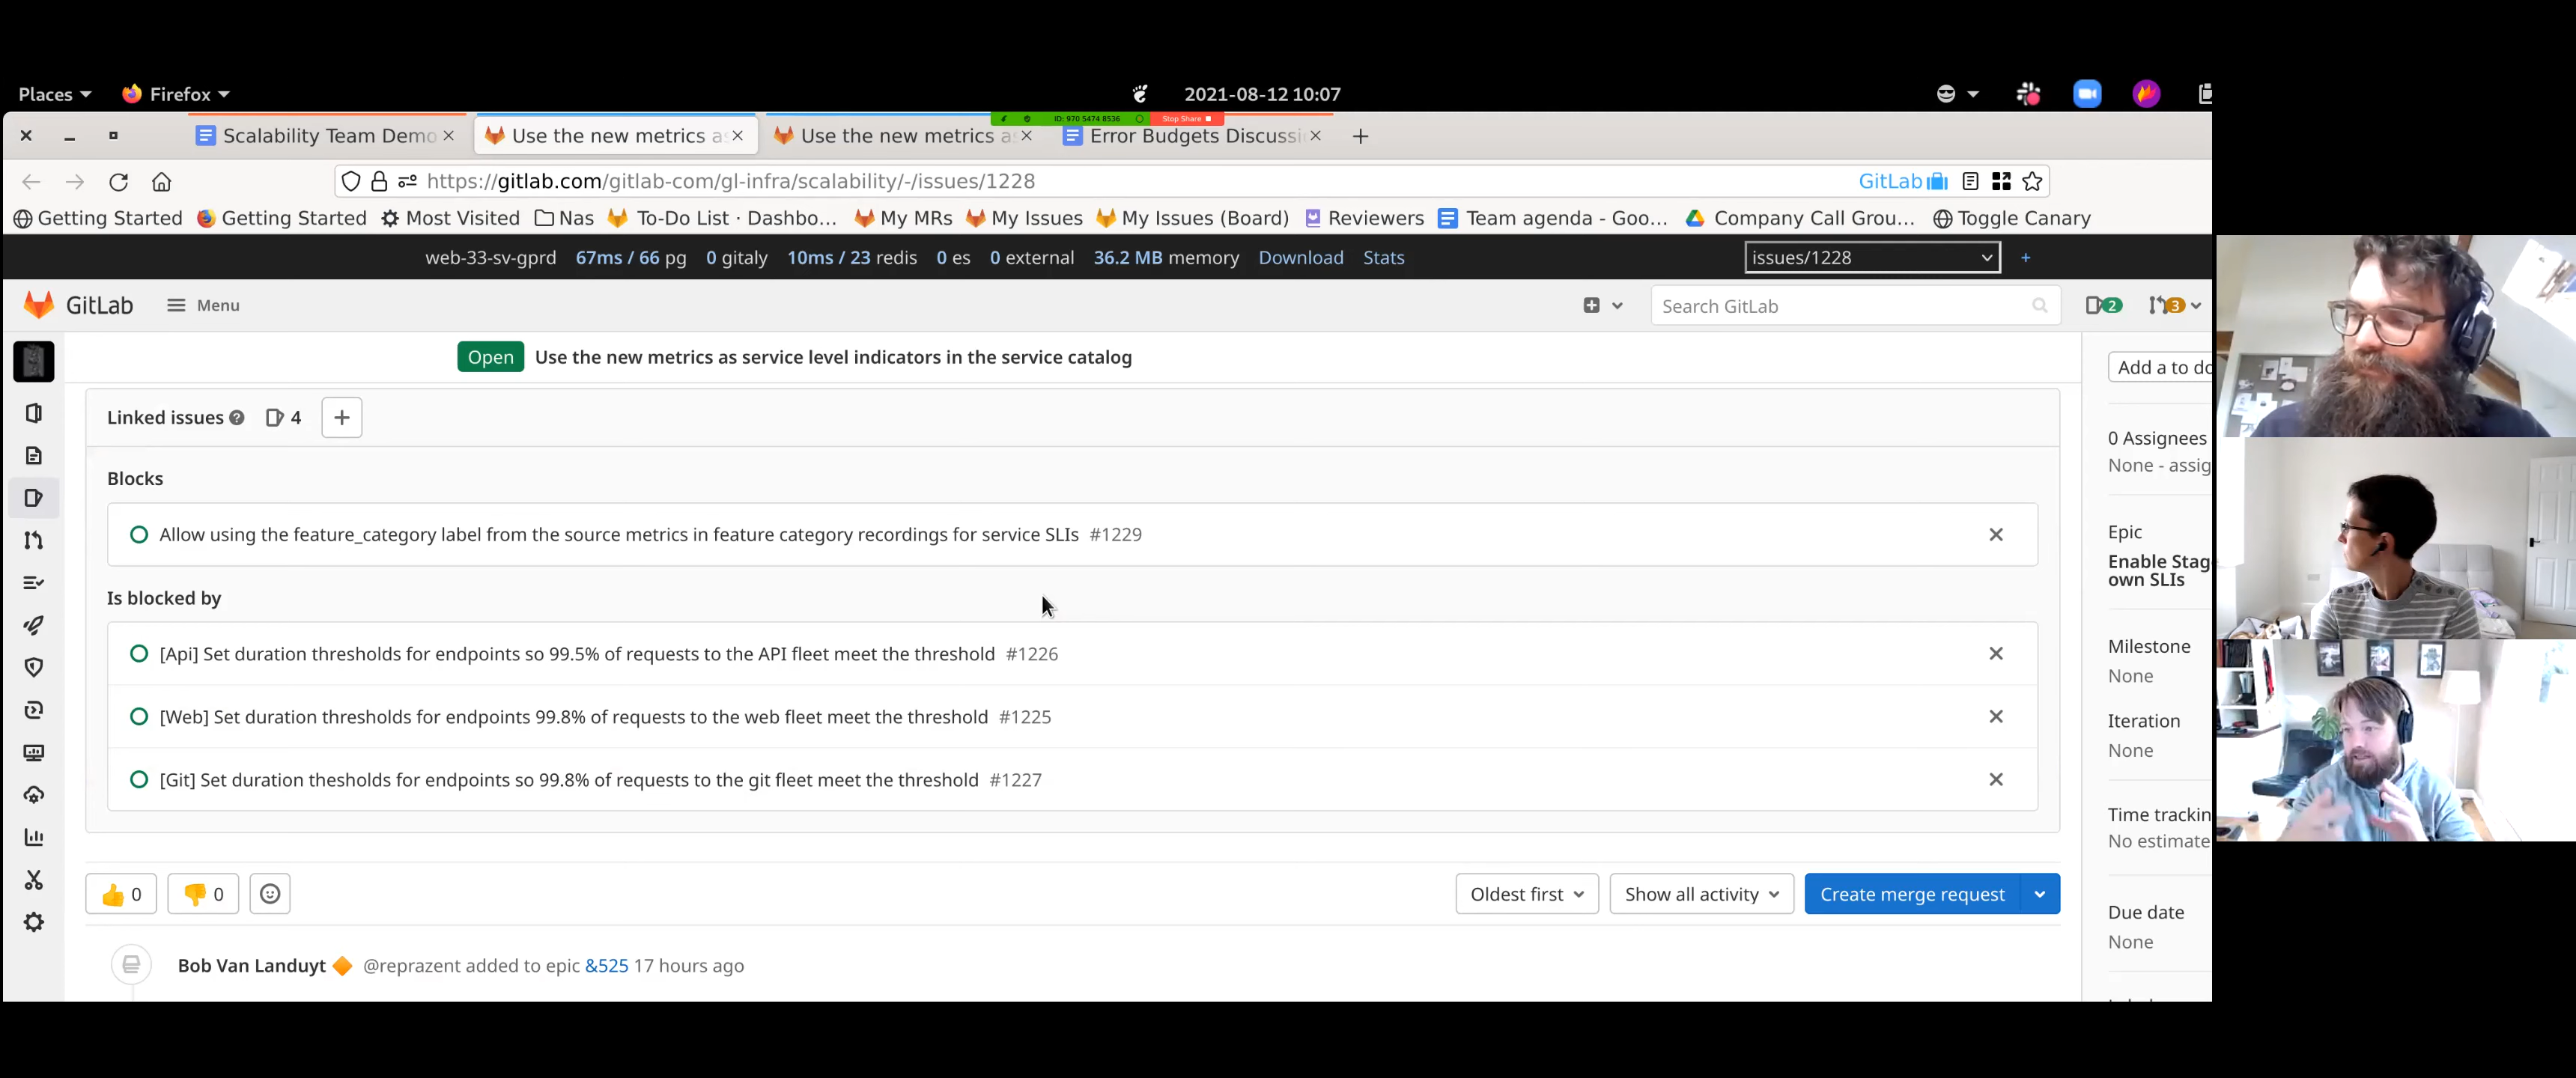 Places Firefox 2021-08-12 10:07
ID: 970 5474 8536 Stop Share
Scalability Team Demo Use the new metrics as Use the new metrics as Error Budgets Discussi
https://gitlab.com/gitlab-com/gl-infra/scalability/-/issues/1228 GitLab
Getting Started Getting Started Most Visited Nas To-Do List · Dashbo... My MRs My Issues My Issues (Board) Reviewers Team agenda - Goo... Company Call Grou... Toggle Canary
web-33-sv-gprd 67ms / 66 pg 0 gitaly 10ms / 23 redis 0 es 0 external 36.2 MB memory Download Stats issues/1228 +
GitLab Menu Search GitLab 2 3
Open Use the new metrics as service level indicators in the service catalog
Add a to do
Linked issues 4
Blocks
Allow using the feature_category label from the source metrics in feature category recordings for service SLIs #1229
Is blocked by
[Api] Set duration thresholds for endpoints so 99.5% of requests to the API fleet meet the threshold #1226
[Web] Set duration thresholds for endpoints 99.8% of requests to the web fleet meet the threshold #1225
[Git] Set duration thesholds for endpoints so 99.8% of requests to the git fleet meet the threshold #1227
0 Assignees
None - assig
Epic
Enable Stag
own SLIs
Milestone
None
Iteration
None
Time trackin
No estimate
Due date
None
👍 0 👎 0 Oldest first Show all activity Create merge request
Bob Van Landuyt 🔶 @reprazent added to epic &525 17 hours ago